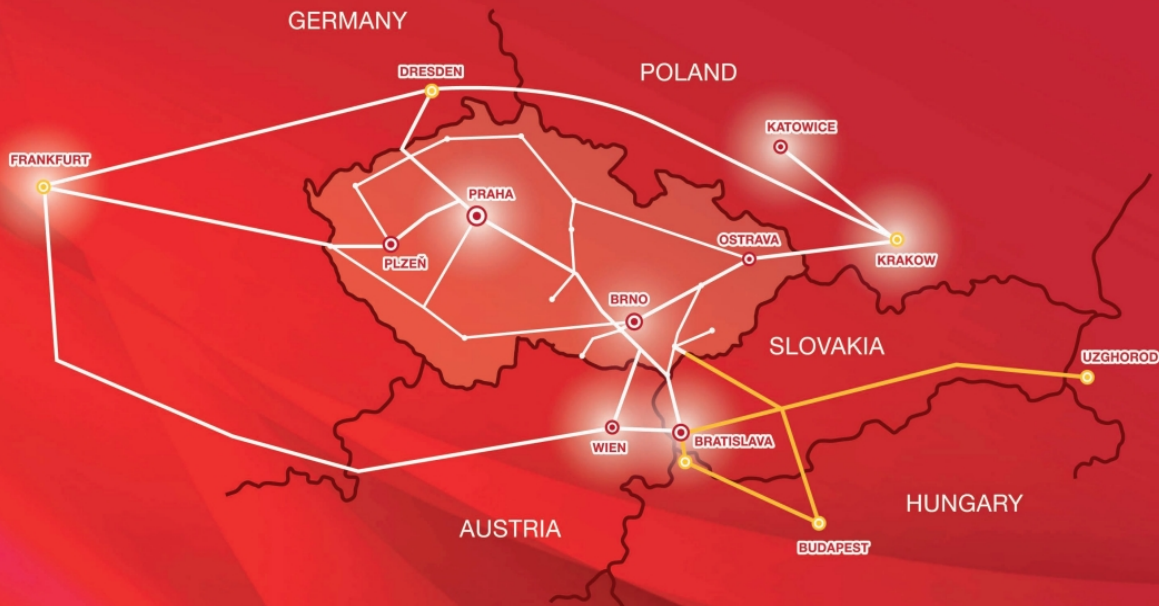 GERMANY
DRESDEN
POLAND
KATOWICE
FRANKFURT
PRAHA
PLZEŇ
OSTRAVA
KRAKOW
BRNO
SLOVAKIA
UZGHOROD
WIEN
BRATISLAVA
HUNGARY
AUSTRIA
BUDAPEST